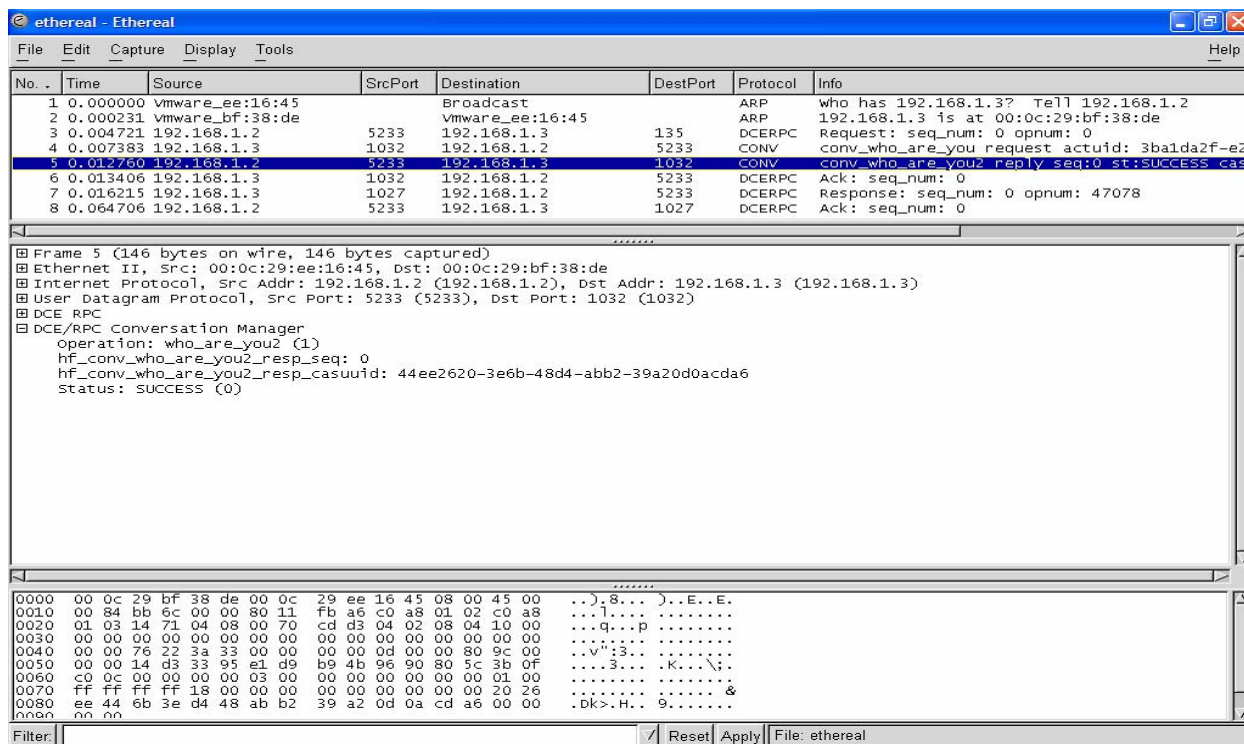 ethereal - Ethereal
File Edit Capture Display Tools Help
No. . Time Source SrcPort Destination DestPort Protocol Info
1 0.000000 Vmware_ee:16:45 Broadcast ARP who has 192.168.1.3? Tell 192.168.1.2
2 0.000231 Vmware_bf:38:de Vmware_ee:16:45 ARP 192.168.1.3 is at 00:0c:29:bf:38:de
3 0.004721 192.168.1.2 5233 192.168.1.3 135 DCERPC Request: seq_num: 0 opnum: 0
4 0.007383 192.168.1.3 1032 192.168.1.2 5233 CONV conv_who_are_you request actuid: 3ba1da2f-e2
5 0.012760 192.168.1.2 5233 192.168.1.3 1032 CONV conv_who_are_you2 reply seq:0 st:SUCCESS cas
6 0.013406 192.168.1.3 1032 192.168.1.2 5233 DCERPC Ack: seq_num: 0
7 0.016215 192.168.1.3 1027 192.168.1.2 5233 DCERPC Response: seq_num: 0 opnum: 47078
8 0.064706 192.168.1.2 5233 192.168.1.3 1027 DCERPC Ack: seq_num: 0
Frame 5 (146 bytes on wire, 146 bytes captured)
Ethernet II, Src: 00:0c:29:ee:16:45, Dst: 00:0c:29:bf:38:de
Internet Protocol, Src Addr: 192.168.1.2 (192.168.1.2), Dst Addr: 192.168.1.3 (192.168.1.3)
User Datagram Protocol, Src Port: 5233 (5233), Dst Port: 1032 (1032)
DCE RPC
DCE/RPC Conversation Manager
Operation: who_are_you2 (1)
hf_conv_who_are_you2_resp_seq: 0
hf_conv_who_are_you2_resp_casuuid: 44ee2620-3e6b-48d4-abb2-39a20d0acda6
Status: SUCCESS (0)
0000 00 0c 29 bf 38 de 00 0c 29 ee 16 45 08 00 45 00 ..).8... )..E..E.
0010 00 84 bb 6c 00 00 80 11 fb a6 c0 a8 01 02 c0 a8 ...l.... ........
0020 01 03 14 71 04 08 00 70 cd d3 04 02 08 04 10 00 ...q...p ........
0030 00 00 00 00 00 00 00 00 00 00 00 00 00 00 00 00 ........ ........
0040 00 00 76 22 3a 33 00 00 00 00 0d 00 00 80 9c 00 ..v":3.. ........
0050 00 00 14 d3 33 95 e1 d9 b9 4b 96 90 80 5c 3b 0f ....3... .K...\;.
0060 c0 0c 00 00 00 00 03 00 00 00 00 00 00 00 01 00 ........ ........
0070 ff ff ff ff 18 00 00 00 00 00 00 00 00 00 20 26 ........ ...... &
0080 ee 44 6b 3e d4 48 ab b2 39 a2 0d 0a cd a6 00 00 .Dk>.H.. 9.......
0090 00 00
Filter: Reset Apply File: ethereal